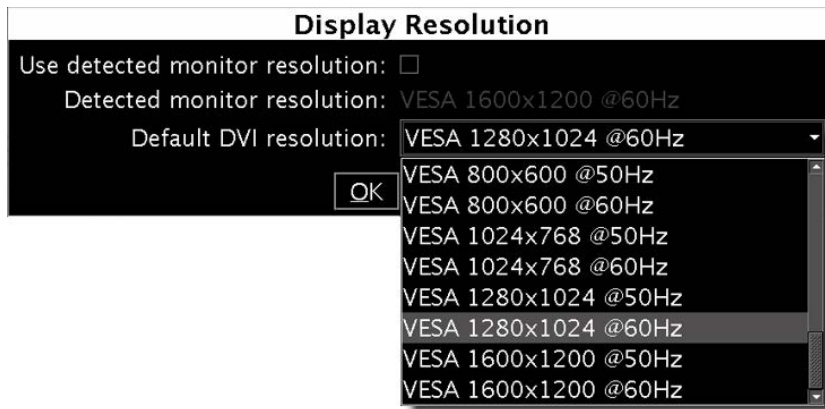 Display Resolution
Use detected monitor resolution:
Detected monitor resolution: VESA 1600x1200 @60Hz
Default DVI resolution: VESA 1280x1024 @60Hz
VESA 800x600 @50Hz
VESA 800x600 @60Hz
OK
VESA 1024x768 @50Hz
VESA 1024x768 @60Hz
VESA 1280x1024 @50Hz
VESA 1280x1024 @60Hz
VESA 1600x1200 @50Hz
VESA 1600x1200 @60Hz